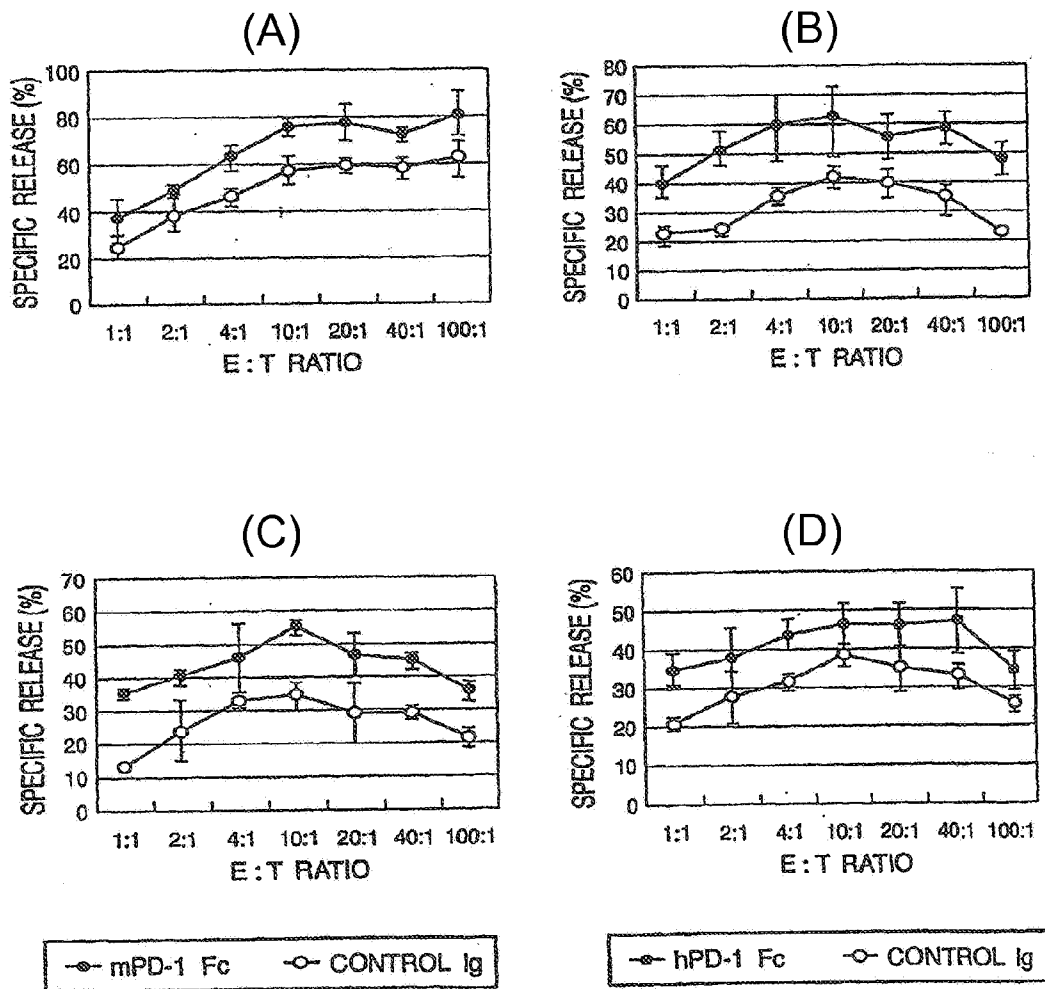 (A)
SPECIFIC RELEASE (%)
100
80
60
40
20
0
1:1 2:1 4:1 10:1 20:1 40:1 100:1
E : T RATIO
(B)
SPECIFIC RELEASE (%)
80
70
60
50
40
30
20
10
0
1:1 2:1 4:1 10:1 20:1 40:1 100:1
E : T RATIO
(C)
SPECIFIC RELEASE (%)
70
60
50
40
30
20
10
0
1:1 2:1 4:1 10:1 20:1 40:1 100:1
E : T RATIO
(D)
SPECIFIC RELEASE (%)
60
50
40
30
20
10
0
1:1 2:1 4:1 10:1 20:1 40:1 100:1
E : T RATIO
mPD-1 Fc CONTROL Ig
hPD-1 Fc CONTROL Ig